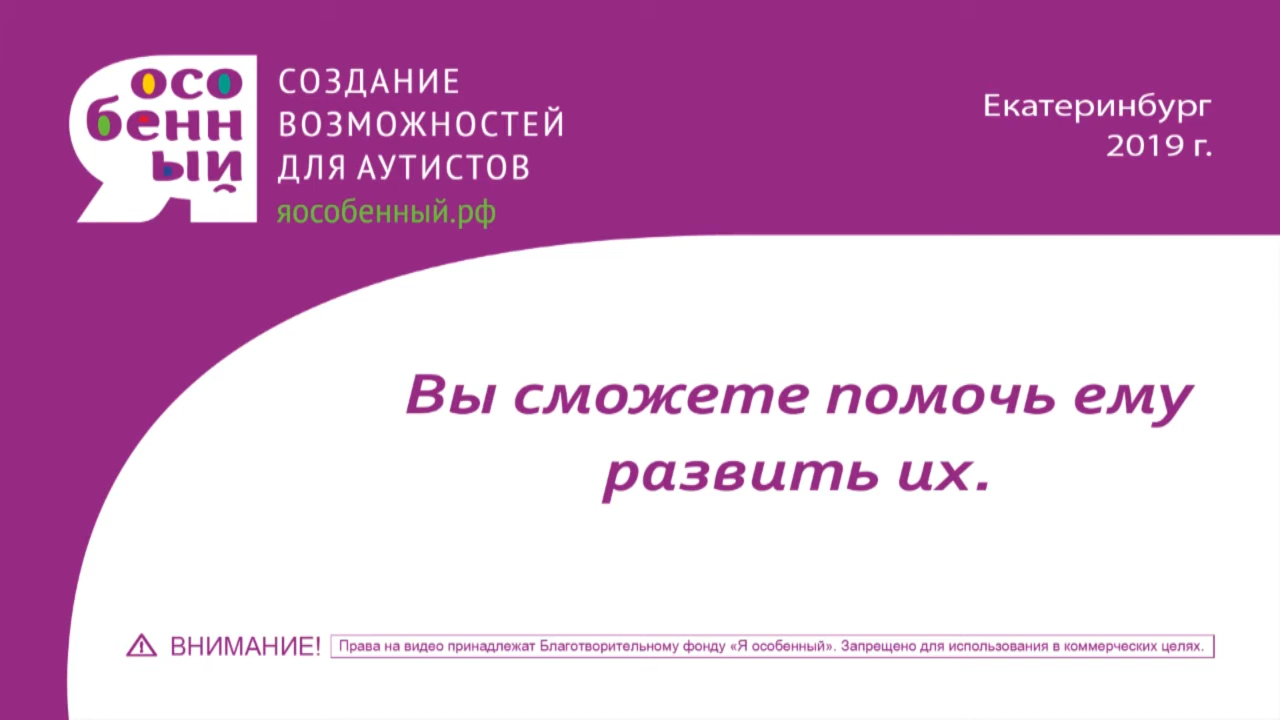 осо
бенн
ый
Я
СОЗДАНИЕ
ВОЗМОЖНОСТЕЙ
ДЛЯ АУТИСТОВ
яособенный.рф
Екатеринбург
2019 г.
Вы сможете помочь ему
развить их.
ВНИМАНИЕ! Права на видео принадлежат Благотворительному фонду «Я особенный». Запрещено для использования в коммерческих целях.